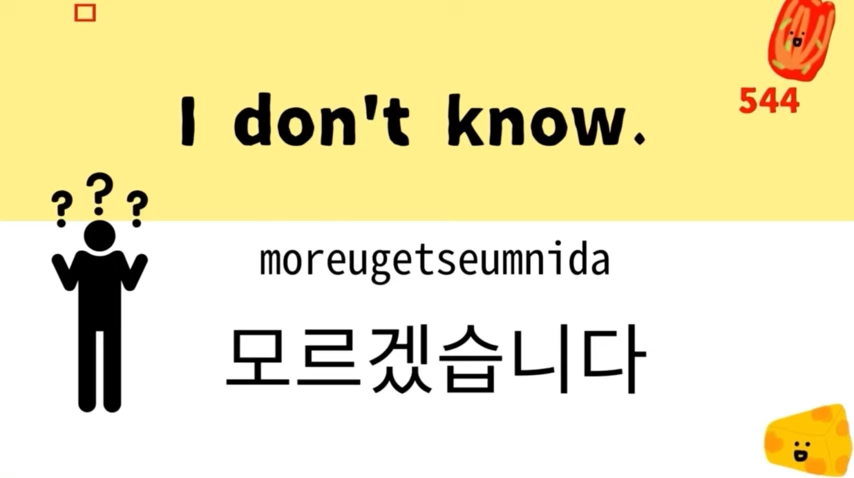 544
I don't know.
? ? ?
moreugetseumnida
모르겠습니다